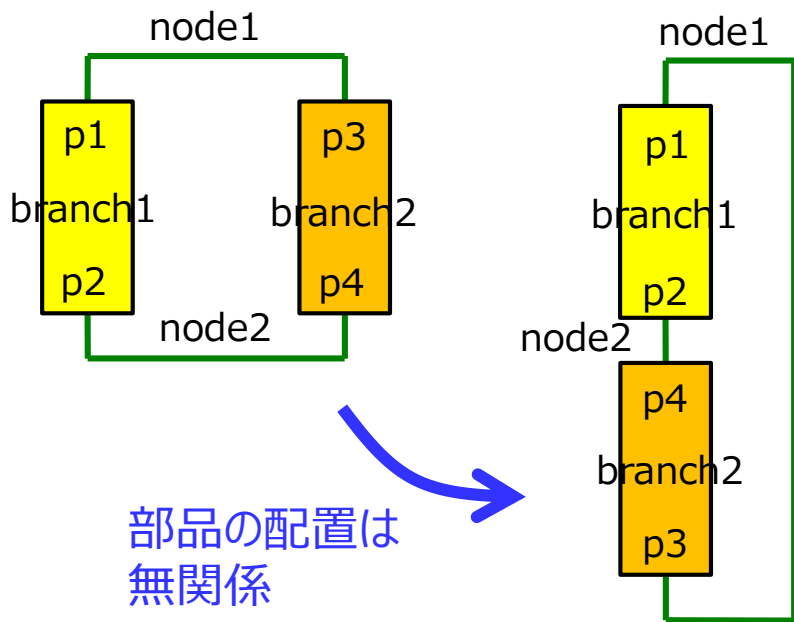 node1
p1
branch1
p2
p3
branch2
p4
node2
部品の配置は
無関係
node1
p1
branch1
p2
node2
p4
branch2
p3